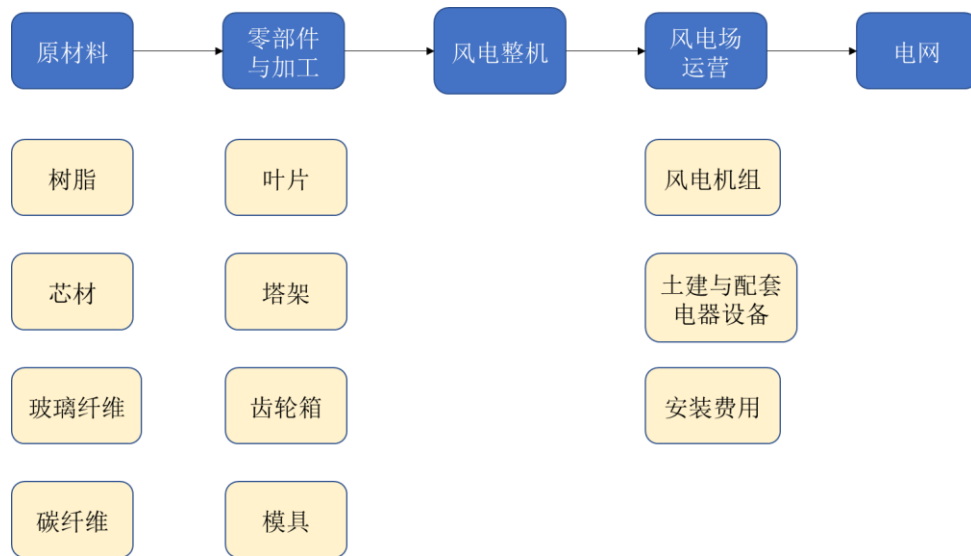 原材料
零部件
与加工
风电整机
风电场
运营
电网
树脂
叶片
风电机组
芯材
塔架
土建与配套
电器设备
玻璃纤维
齿轮箱
安装费用
碳纤维
模具